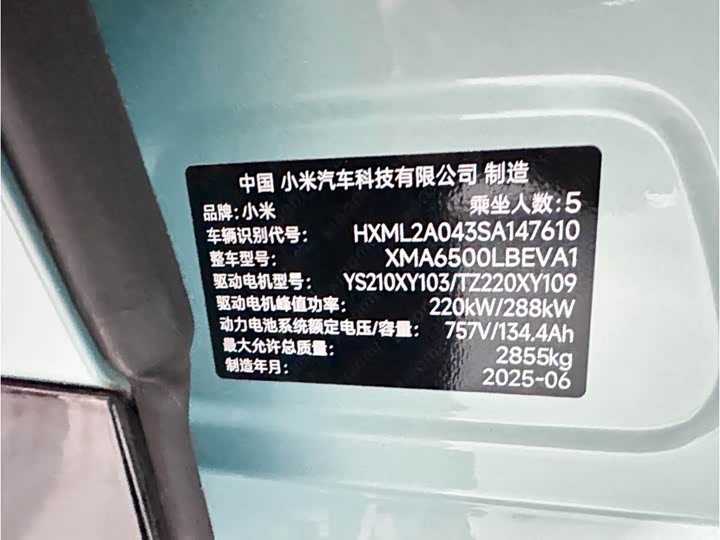 中国 小米汽车科技有限公司 制造
品牌:小米 乘坐人数:5
车辆识别代号: HXML2A043SA147610
整车型号: XMA6500LBEVA1
驱动电机型号: YS210XY103/TZ220XY109
驱动电机峰值功率: 220kW/288kW
动力电池系统额定电压/容量: 757V/134.4Ah
最大允许总质量: 2855kg
制造年月: 2025-06